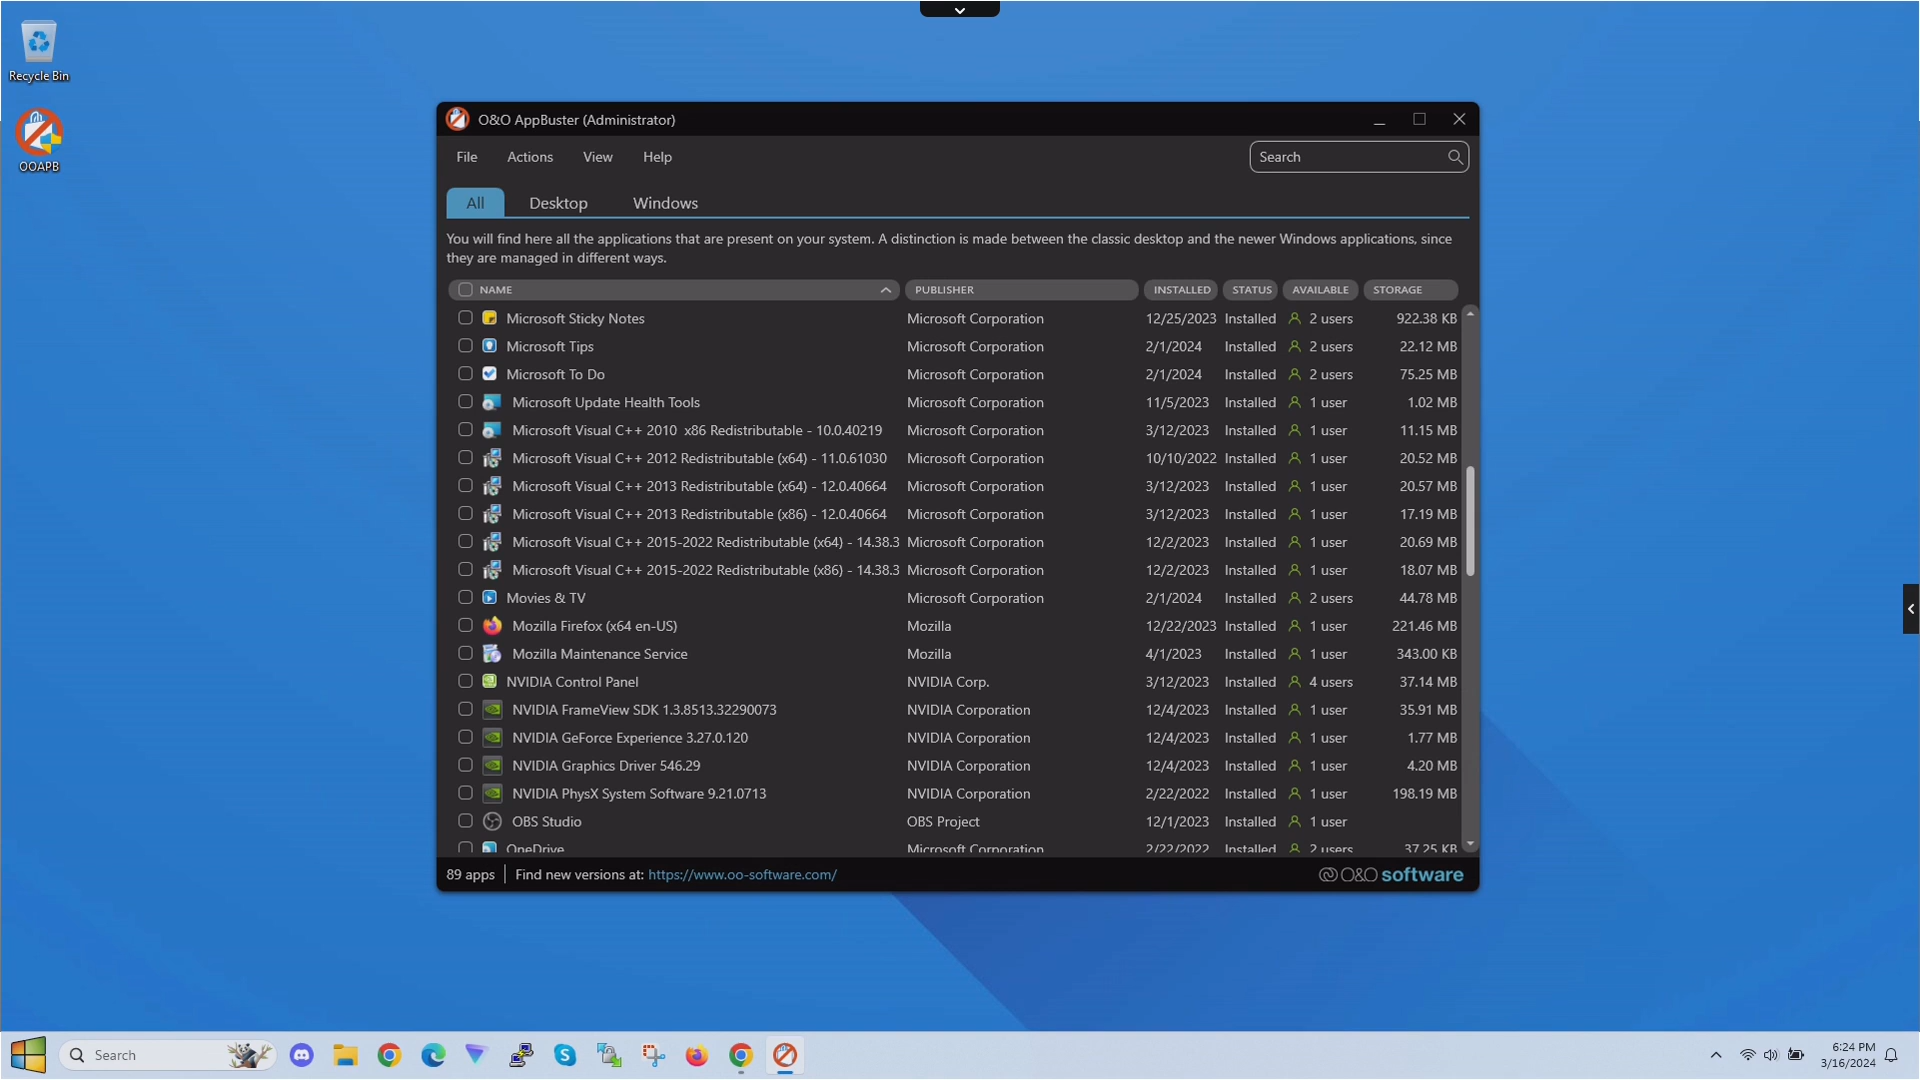 Recycle Bin
OOAPB
O&O AppBuster (Administrator)
File Actions View Help
Search
All Desktop Windows
You will find here all the applications that are present on your system. A distinction is made between the classic desktop and the newer Windows applications, since
they are managed in different ways.
NAME PUBLISHER INSTALLED STATUS AVAILABLE STORAGE
Microsoft Sticky Notes Microsoft Corporation 12/25/2023 Installed 2 users 922.38 KB
Microsoft Tips Microsoft Corporation 2/1/2024 Installed 2 users 22.12 MB
Microsoft To Do Microsoft Corporation 2/1/2024 Installed 2 users 75.25 MB
Microsoft Update Health Tools Microsoft Corporation 11/5/2023 Installed 1 user 1.02 MB
Microsoft Visual C++ 2010  x86 Redistributable - 10.0.40219 Microsoft Corporation 3/12/2023 Installed 1 user 11.15 MB
Microsoft Visual C++ 2012 Redistributable (x64) - 11.0.61030 Microsoft Corporation 10/10/2022 Installed 1 user 20.52 MB
Microsoft Visual C++ 2013 Redistributable (x64) - 12.0.40664 Microsoft Corporation 3/12/2023 Installed 1 user 20.57 MB
Microsoft Visual C++ 2013 Redistributable (x86) - 12.0.40664 Microsoft Corporation 3/12/2023 Installed 1 user 17.19 MB
Microsoft Visual C++ 2015-2022 Redistributable (x64) - 14.38.3 Microsoft Corporation 12/2/2023 Installed 1 user 20.69 MB
Microsoft Visual C++ 2015-2022 Redistributable (x86) - 14.38.3 Microsoft Corporation 12/2/2023 Installed 1 user 18.07 MB
Movies & TV Microsoft Corporation 2/1/2024 Installed 2 users 44.78 MB
Mozilla Firefox (x64 en-US) Mozilla 12/22/2023 Installed 1 user 221.46 MB
Mozilla Maintenance Service Mozilla 4/1/2023 Installed 1 user 343.00 KB
NVIDIA Control Panel NVIDIA Corp. 3/12/2023 Installed 4 users 37.14 MB
NVIDIA FrameView SDK 1.3.8513.32290073 NVIDIA Corporation 12/4/2023 Installed 1 user 35.91 MB
NVIDIA GeForce Experience 3.27.0.120 NVIDIA Corporation 12/4/2023 Installed 1 user 1.77 MB
NVIDIA Graphics Driver 546.29 NVIDIA Corporation 12/4/2023 Installed 1 user 4.20 MB
NVIDIA PhysX System Software 9.21.0713 NVIDIA Corporation 2/22/2022 Installed 1 user 198.19 MB
OBS Studio OBS Project 12/1/2023 Installed 1 user
OneDrive Microsoft Corporation 2/22/2022 Installed 2 users 37.25 KB
89 apps Find new versions at: https://www.oo-software.com/ O&O software
Search
6:24 PM
3/16/2024